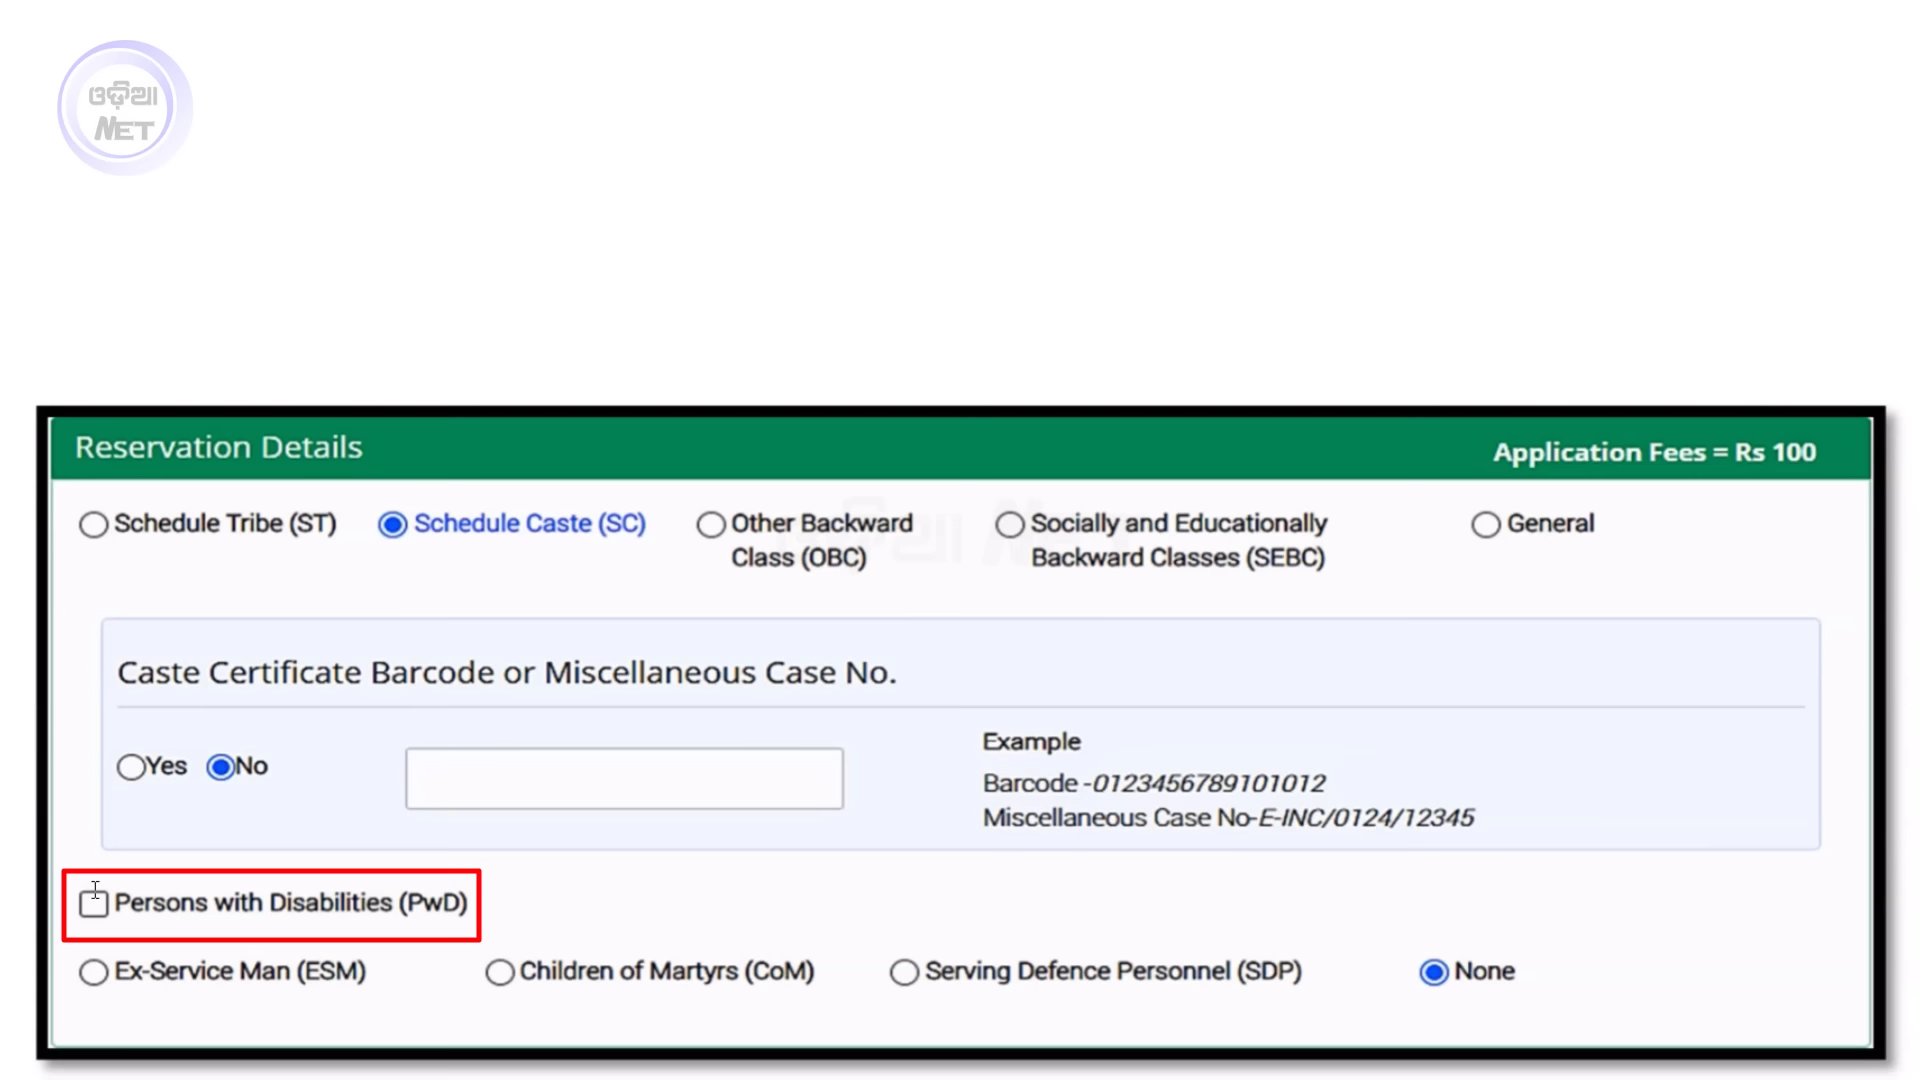 ଓଡ଼ିଆ
NET
Reservation Details
Application Fees = Rs 100
Schedule Tribe (ST)
Schedule Caste (SC)
Other Backward
Class (OBC)
Socially and Educationally
Backward Classes (SEBC)
General
Caste Certificate Barcode or Miscellaneous Case No.
Yes
No
Example
Barcode -0123456789101012
Miscellaneous Case No-E-INC/0124/12345
Persons with Disabilities (PwD)
Ex-Service Man (ESM)
Children of Martyrs (CoM)
Serving Defence Personnel (SDP)
None